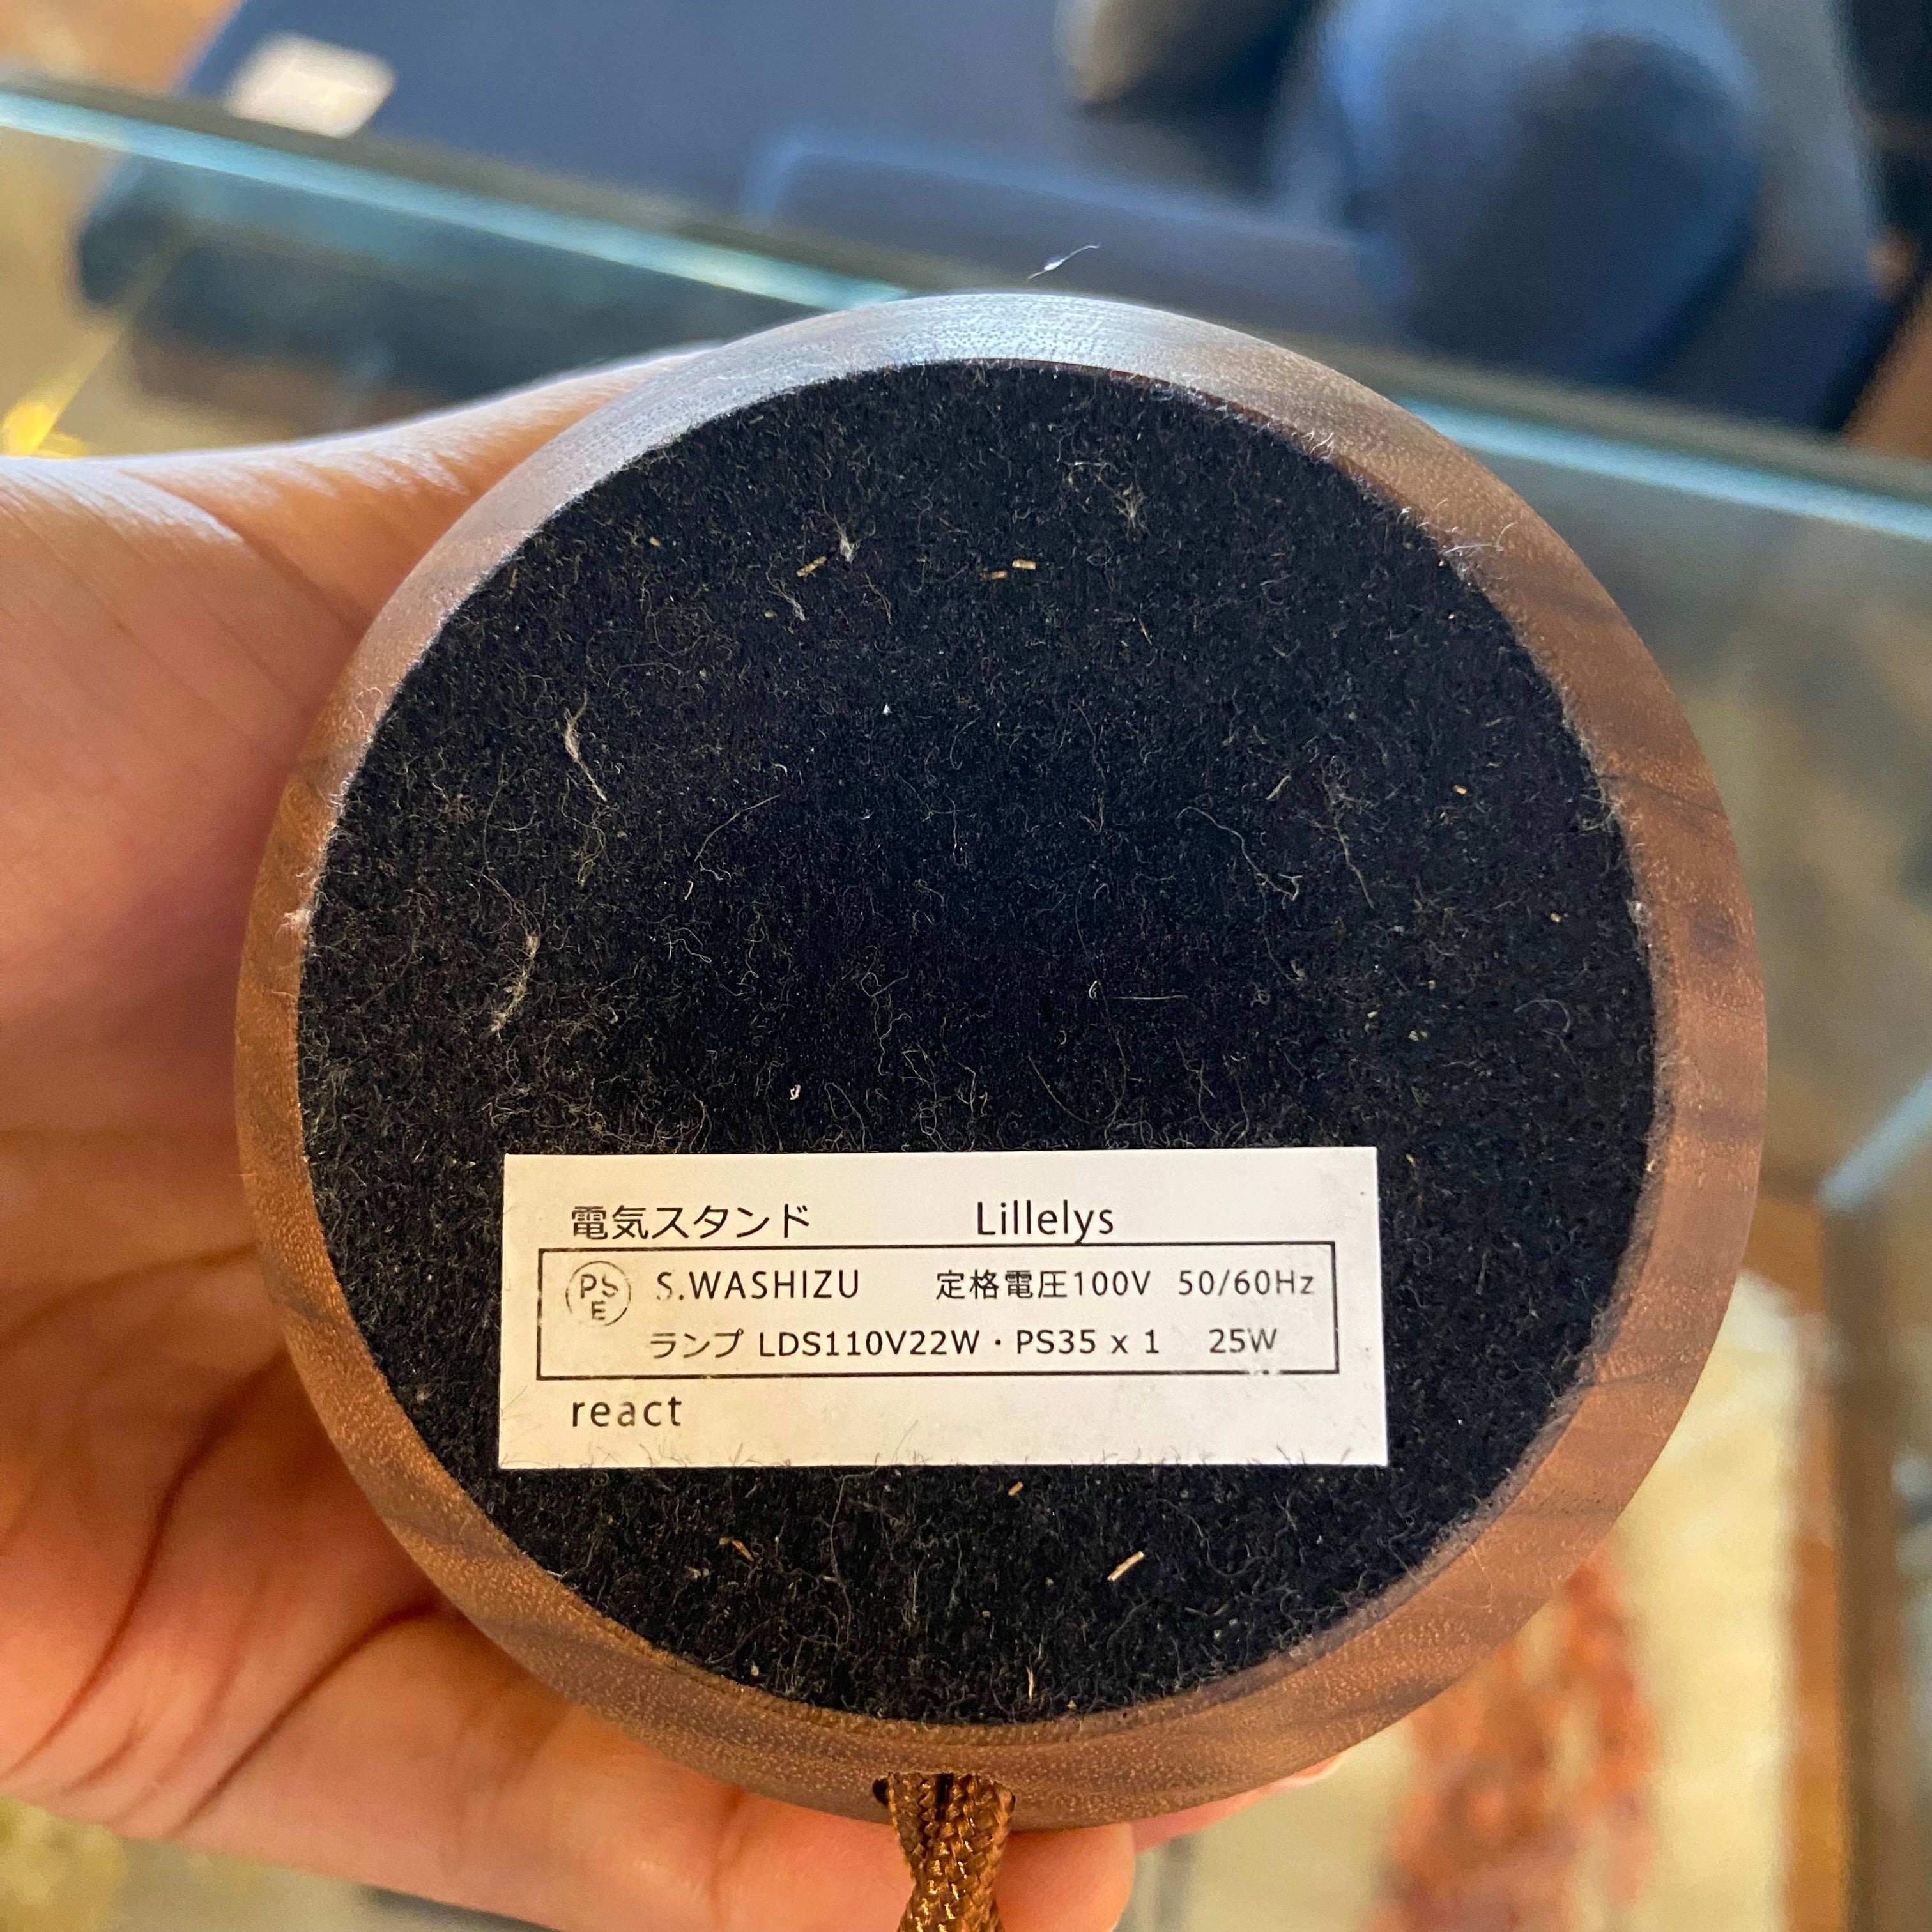 電気スタンド Lillelys
PSE S.WASHIZU 定格電圧100V 50/60Hz
ランプ LDS110V22W・PS35 x 1 25W
react